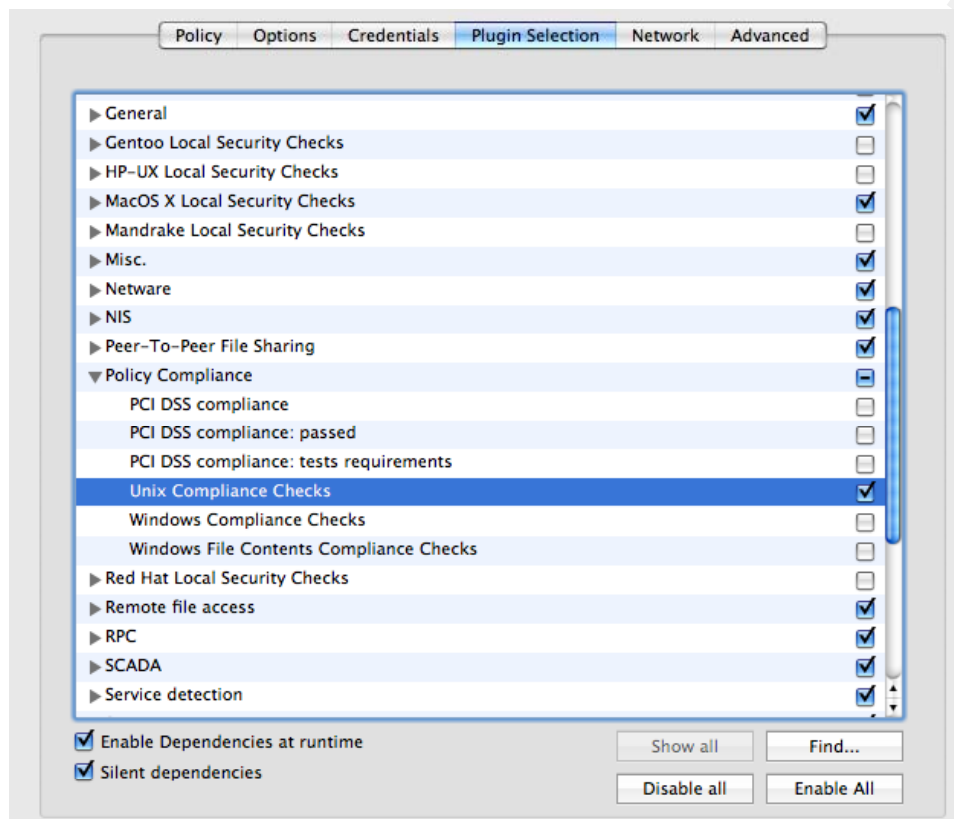 Policy Options Credentials Plugin Selection Network Advanced
General
Gentoo Local Security Checks
HP-UX Local Security Checks
MacOS X Local Security Checks
Mandrake Local Security Checks
Misc.
Netware
NIS
Peer-To-Peer File Sharing
Policy Compliance
PCI DSS compliance
PCI DSS compliance: passed
PCI DSS compliance: tests requirements
Unix Compliance Checks
Windows Compliance Checks
Windows File Contents Compliance Checks
Red Hat Local Security Checks
Remote file access
RPC
SCADA
Service detection
Enable Dependencies at runtime
Show all Find...
Silent dependencies
Disable all Enable All